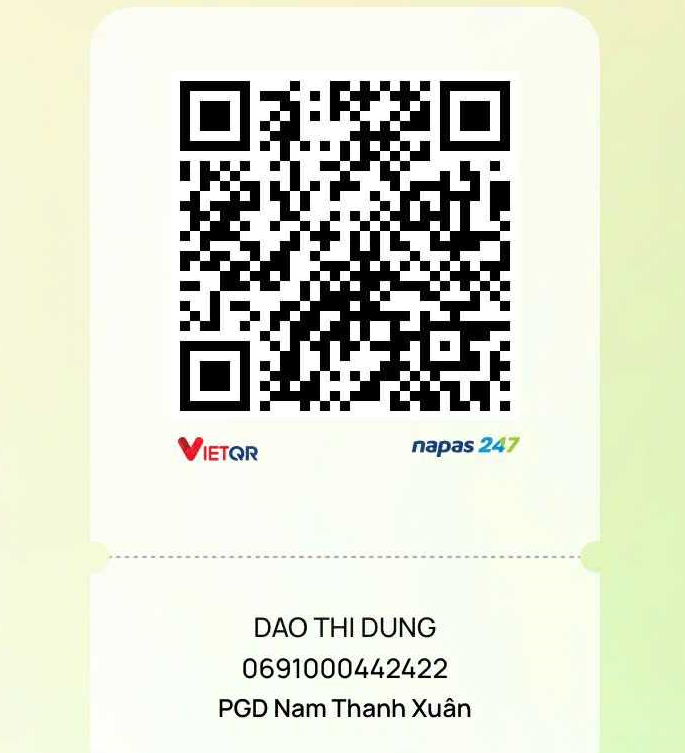 VIETQR
napas 247
DAO THI DUNG
0691000442422
PGD Nam Thanh Xuân